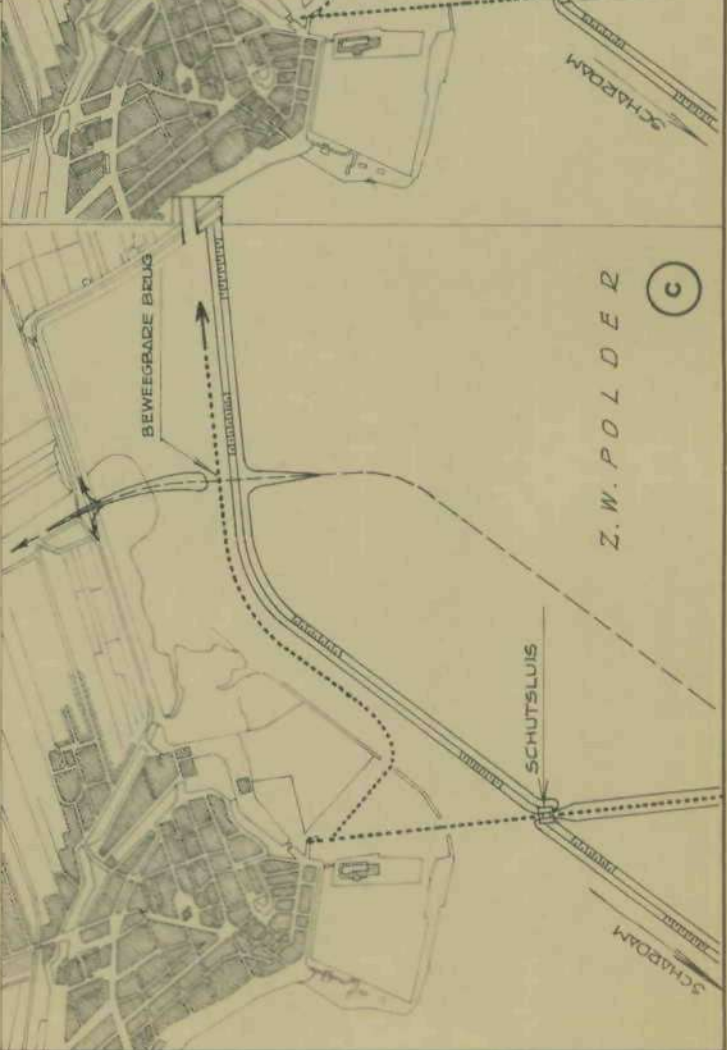 SCHARDAM
BEWEEGBARE BRUG
Z.W. POLDER
C
SCHUTSLUIS
SCHARDAM